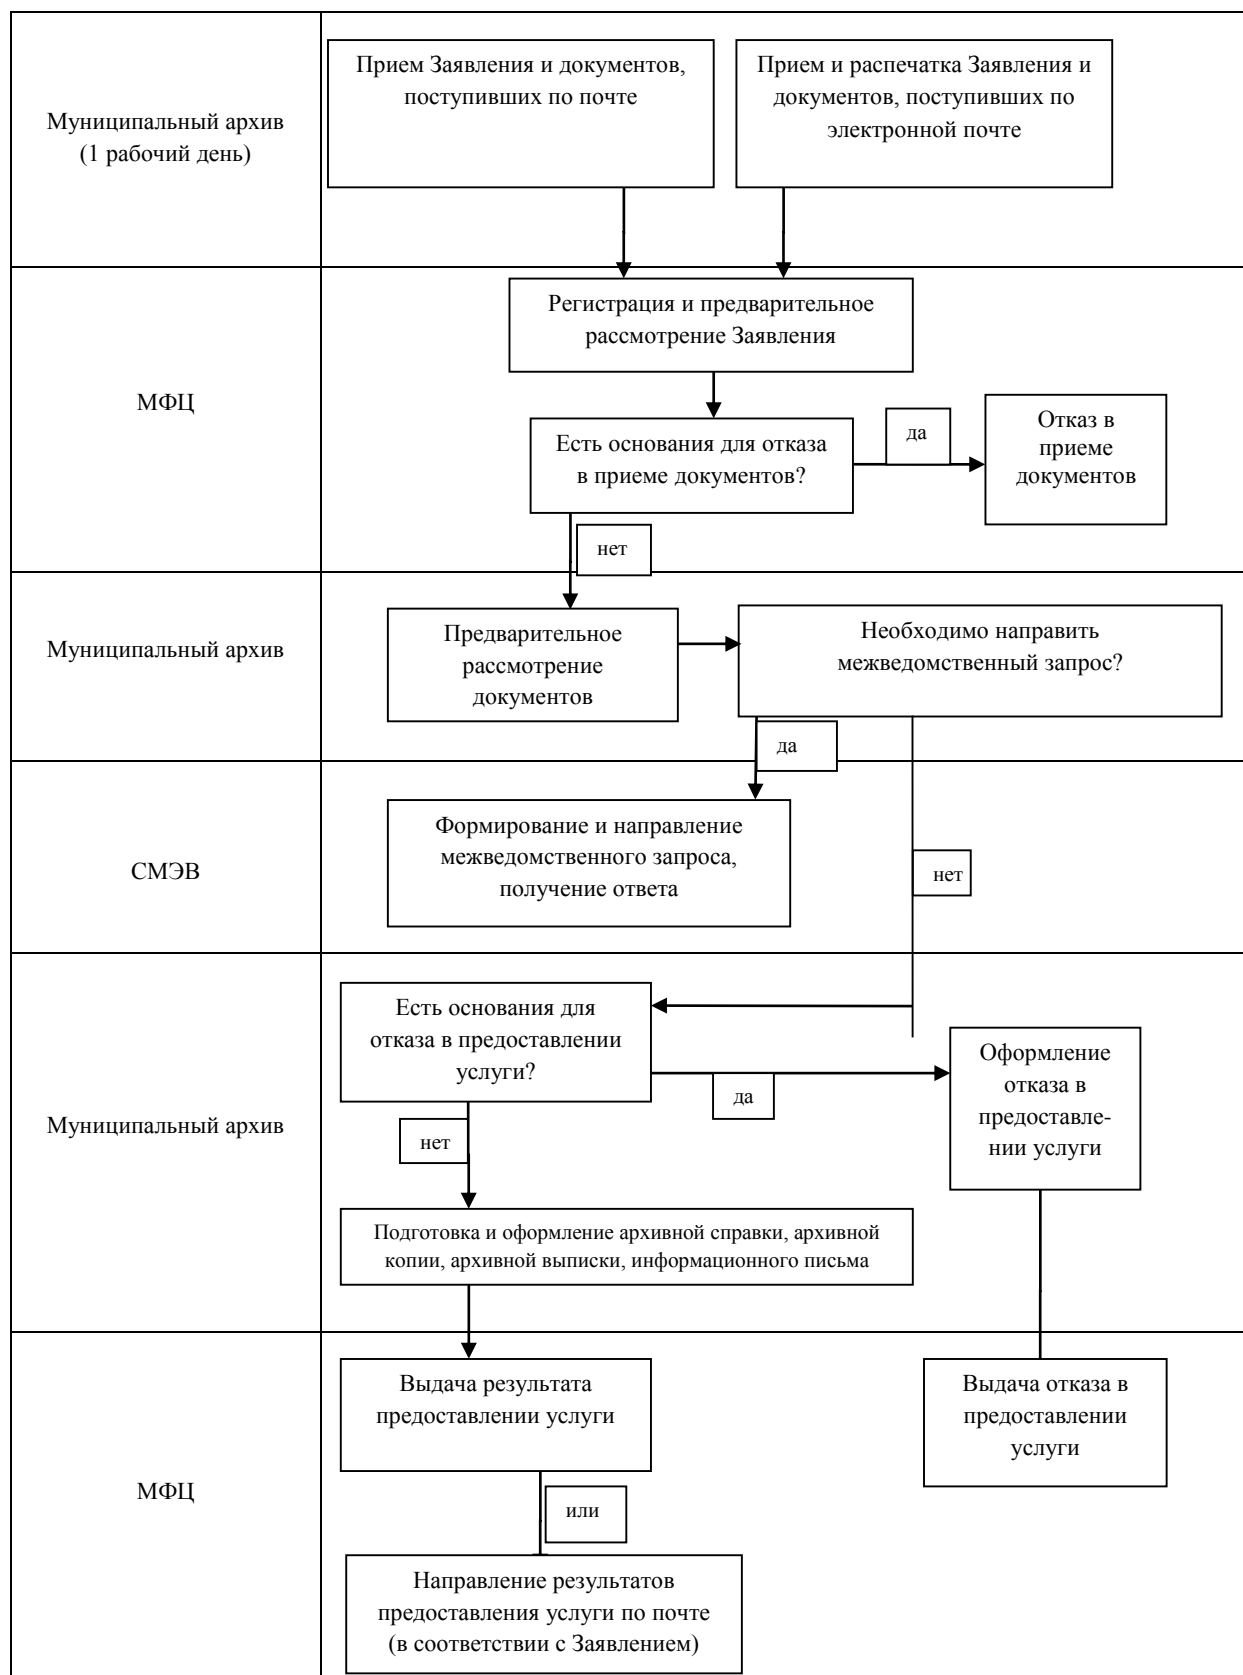 Муниципальный архив
(1 рабочий день)
Прием Заявления и документов,
поступивших по почте
Прием и распечатка Заявления и
документов, поступивших по
электронной почте
МФЦ
Регистрация и предварительное
рассмотрение Заявления
Есть основания для отказа
в приеме документов?
да
Отказ в
приеме
документов
нет
Муниципальный архив
Предварительное
рассмотрение
документов
Необходимо направить
межведомственный запрос?
да
СМЭВ
Формирование и направление
межведомственного запроса,
получение ответа
нет
Муниципальный архив
Есть основания для
отказа в предоставлении
услуги?
да
Оформление
отказа в
предоставле-
нии услуги
нет
Подготовка и оформление архивной справки, архивной
копии, архивной выписки, информационного письма
МФЦ
Выдача результата
предоставлении услуги
Выдача отказа в
предоставлении
услуги
или
Направление результатов
предоставления услуги по почте
(в соответствии с Заявлением)